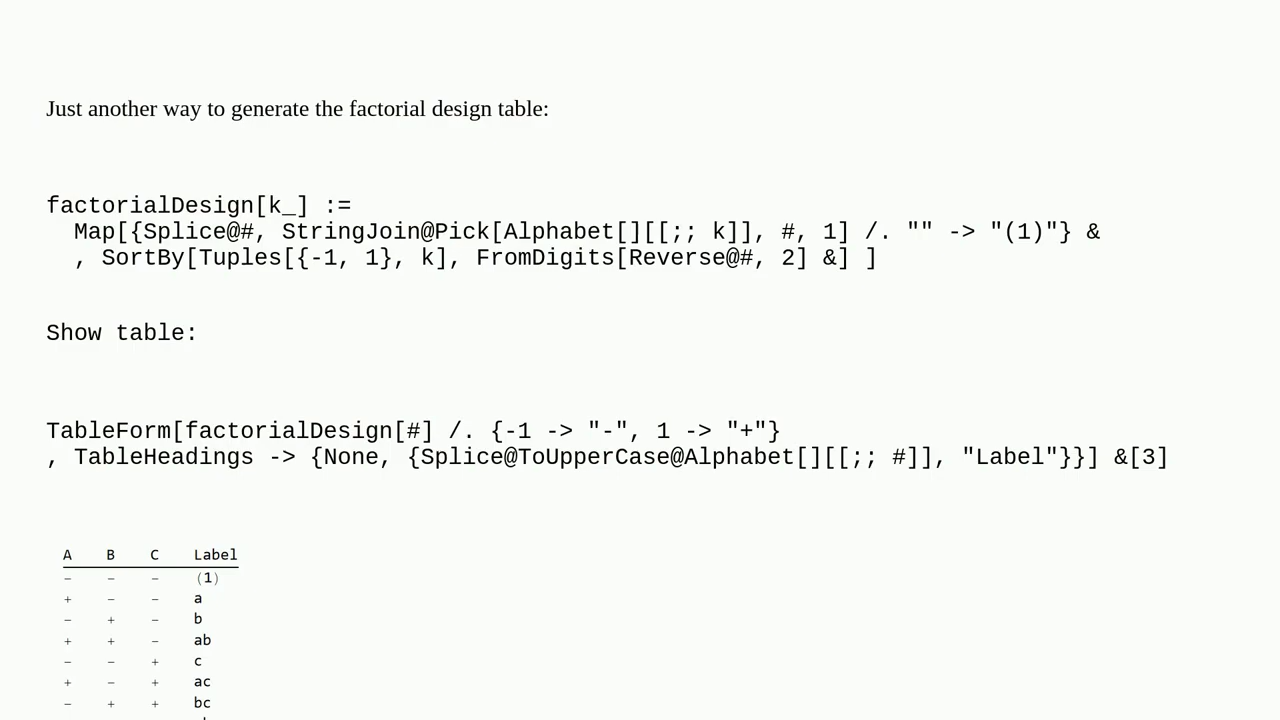 Just another way to generate the factorial design table:
factorialDesign[k_] :=
Map[{Splice@#, StringJoin@Pick[Alphabet[][[;; k]], #, 1] /. "" -> "(1)"} &
, SortBy[Tuples[{-1, 1}, k], FromDigits[Reverse@#, 2] &] ]
Show table:
TableForm[factorialDesign[#] /. {-1 -> "-", 1 -> "+"}
, TableHeadings -> {None, {Splice@ToUpperCase@Alphabet[][[;; #]], "Label"}}] &[3]
A B C Label
- - - (1)
+ - - a
- + - b
+ + - ab
- - + c
+ - + ac
- + + bc